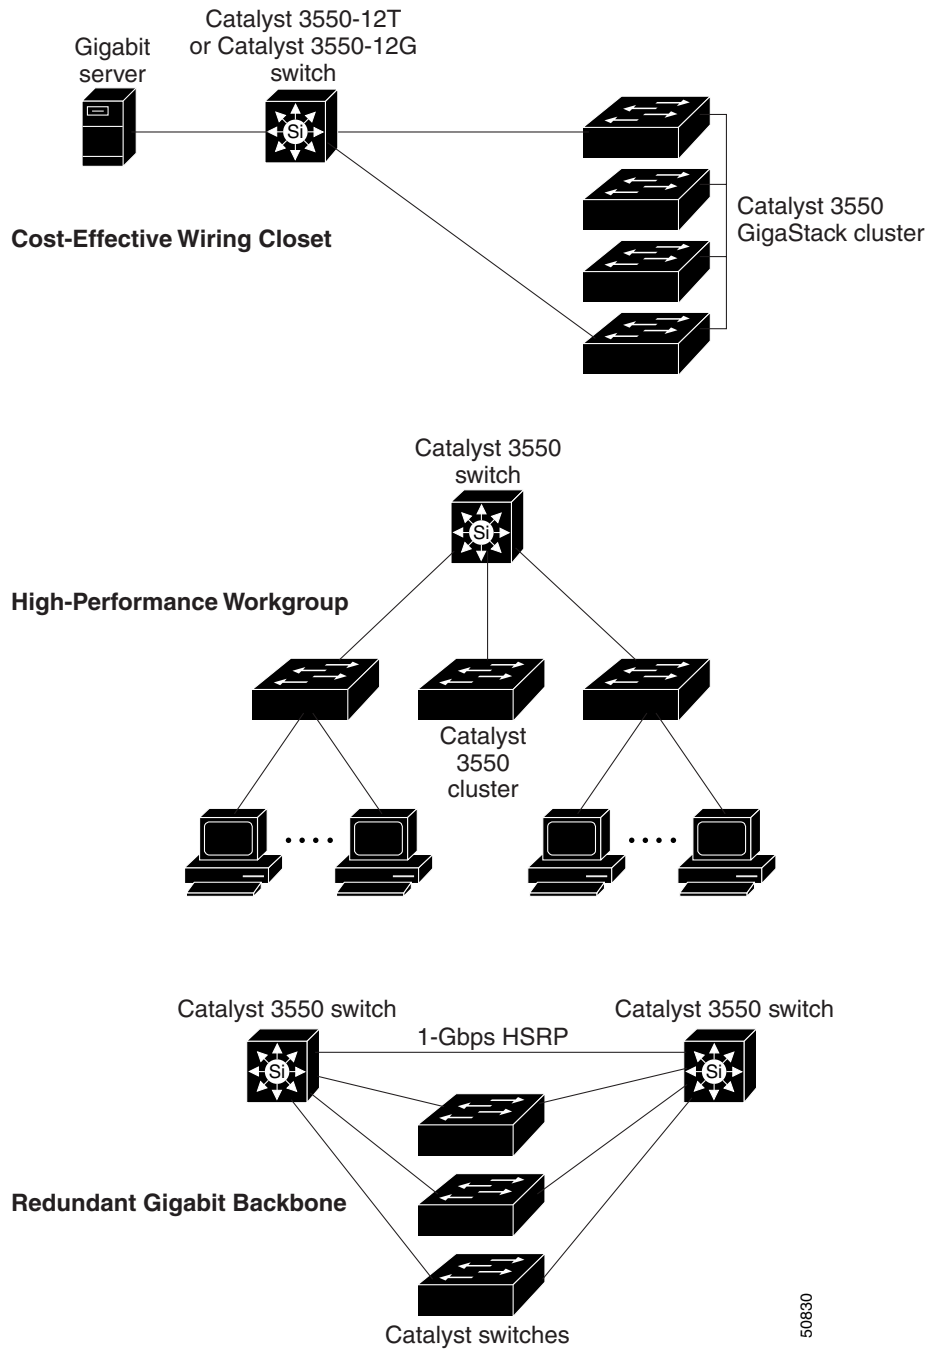 Catalyst 3550-12T
or Catalyst 3550-12G
switch
Gigabit
server
Si
Catalyst 3550
GigaStack cluster
Cost-Effective Wiring Closet
Catalyst 3550
switch
Si
High-Performance Workgroup
Catalyst
3550
cluster
Catalyst 3550 switch
Catalyst 3550 switch
1-Gbps HSRP
Si
Si
Redundant Gigabit Backbone
Catalyst switches
50830